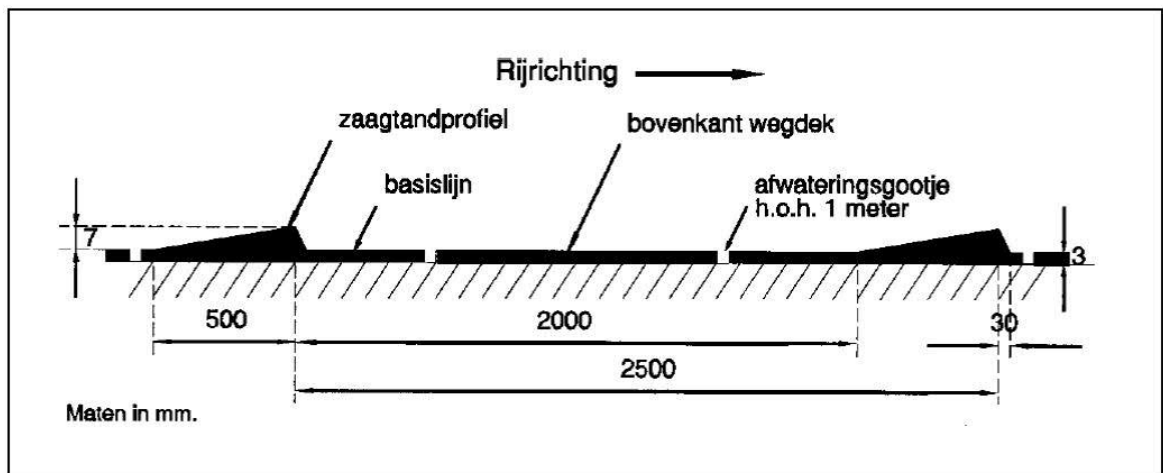 Rijrichting
zaagtandprofiel
bovenkant wegdek
basislijn
afwateringsgootje
h.o.h. 1 meter
7
3
500
2000
30
2500
Maten in mm.